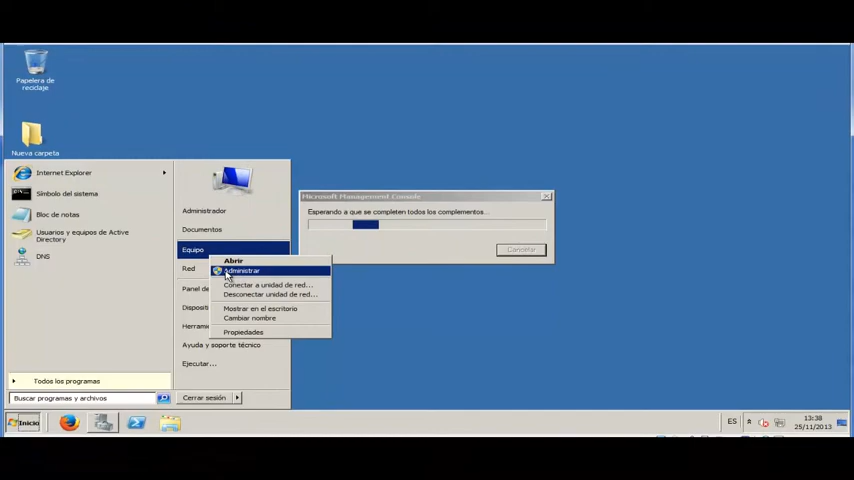 Papelera de
reciclaje
Nueva carpeta
Internet Explorer
Símbolo del sistema
Bloc de notas
Usuarios y equipos de Active
Directory
DNS
Todos los programas
Buscar programas y archivos
Administrador
Documentos
Equipo
Red
Panel de
Dispositi
Herramie
Ayuda y soporte técnico
Ejecutar...
Cerrar sesión
Abrir
Administrar
Conectar a unidad de red...
Desconectar unidad de red...
Mostrar en el escritorio
Cambiar nombre
Propiedades
Microsoft Management Console
Esperando a que se completen todos los complementos...
Cancelar
Inicio
ES
13:38
25/11/2013